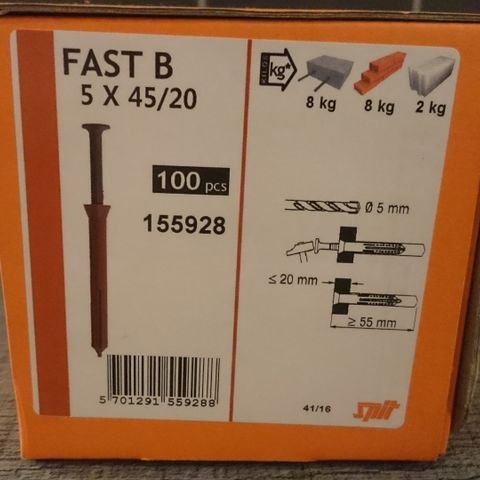 FAST B
5 X 45/20
100 pcs
155928
5 701291 559288
kg*
8 kg
8 kg
2 kg
Ø 5 mm
≤ 20 mm
≥ 55 mm
41/16
spit